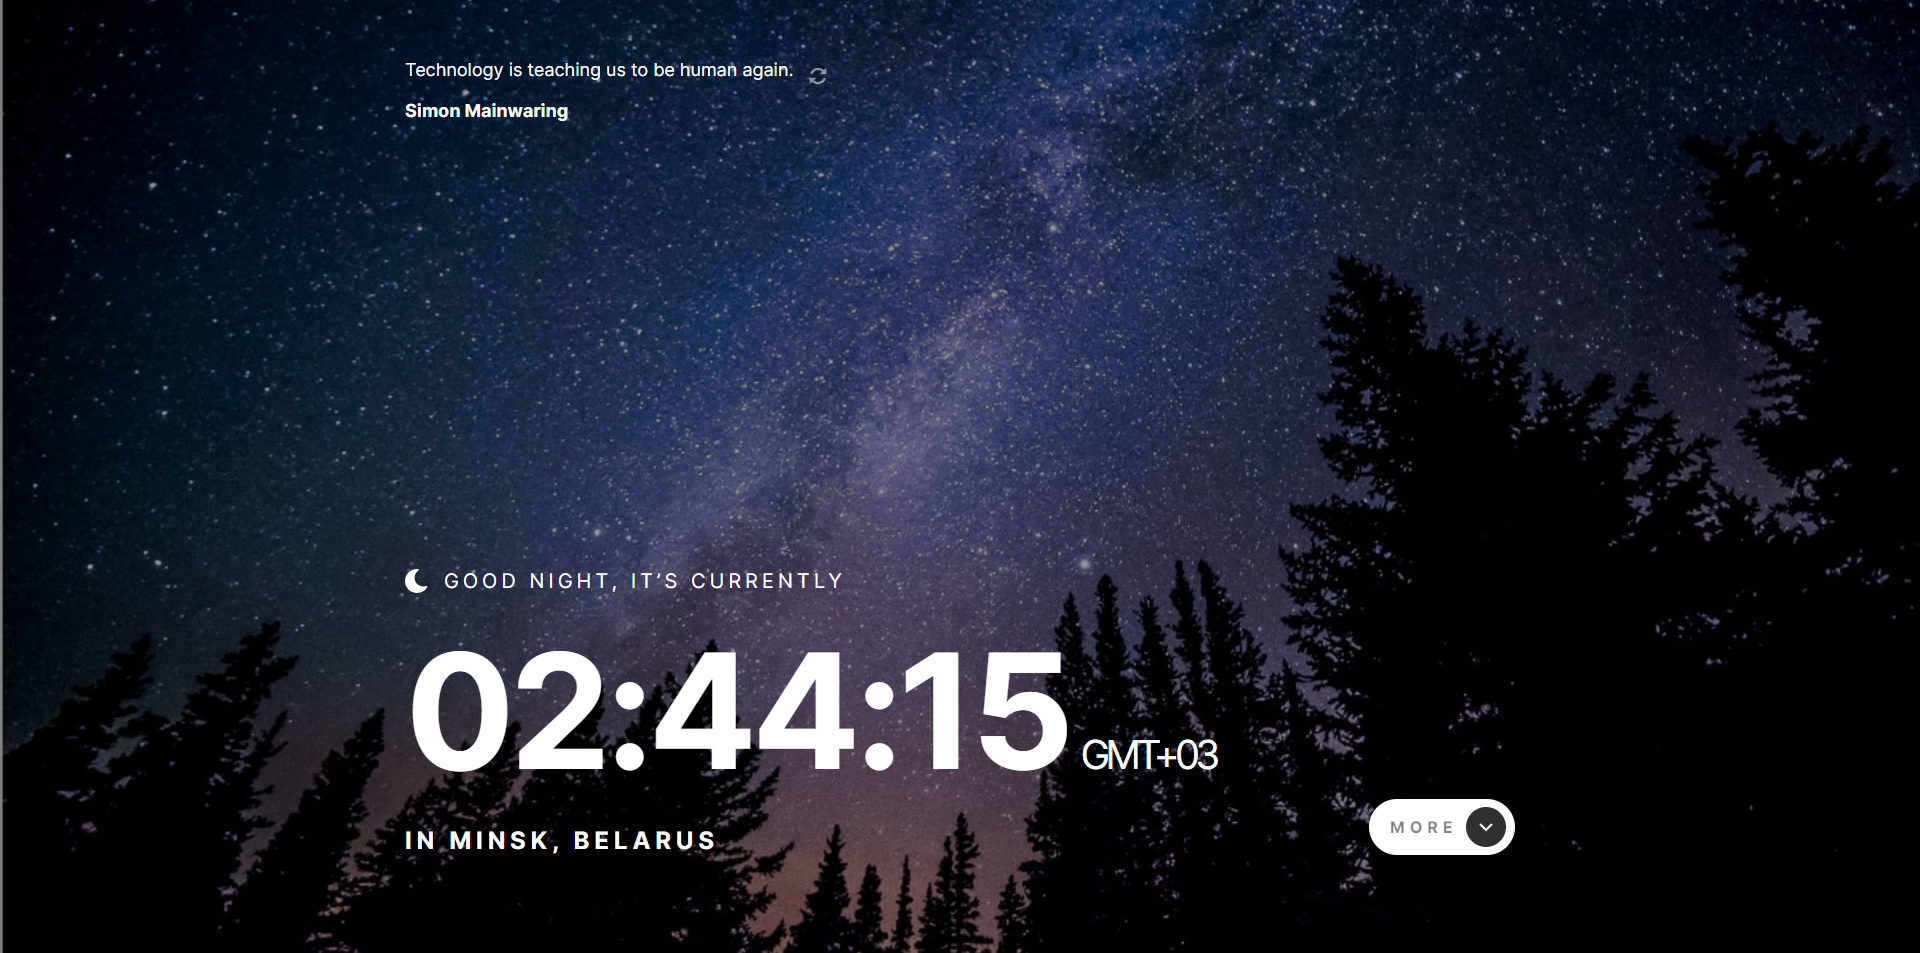 Technology is teaching us to be human again.
Simon Mainwaring
GOOD NIGHT, IT’S CURRENTLY
02:44:15 GMT+03
IN MINSK, BELARUS
MORE